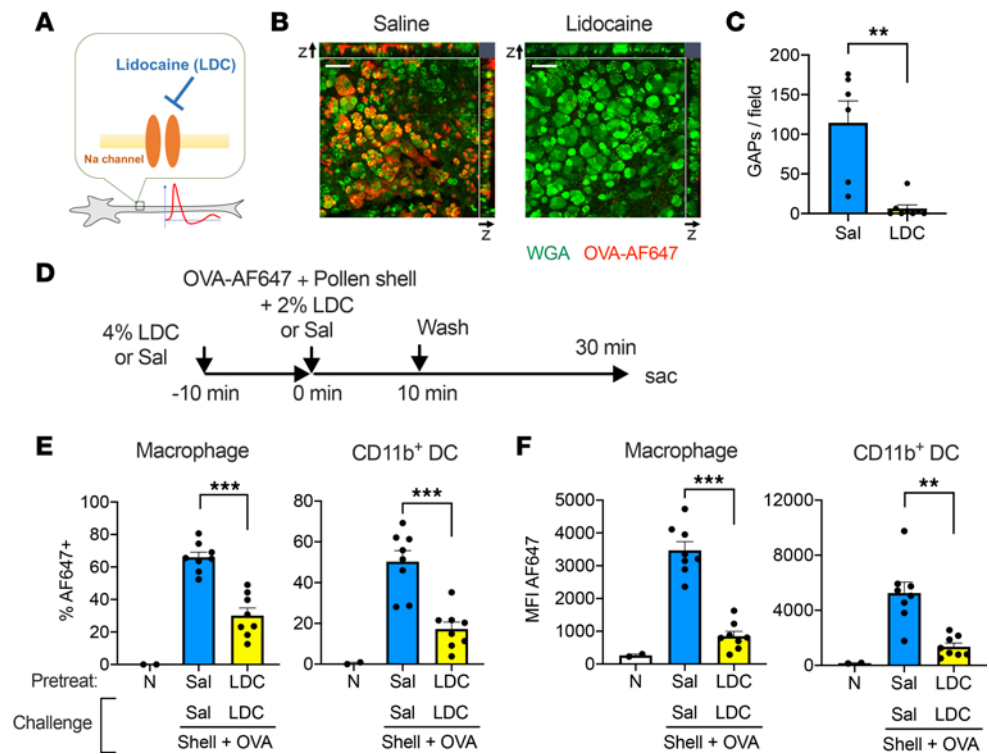 A
Lidocaine (LDC)
Na channel
B
Saline
Lidocaine
z
z
z
z
WGA OVA-AF647
C
**
GAPs / field
200
150
100
50
0
Sal LDC
D
OVA-AF647 + Pollen shell
+ 2% LDC
or Sal
4% LDC
or Sal
Wash
30 min
-10 min
0 min
10 min
sac
E
Macrophage
***
% AF647+
100
80
60
40
20
0
N Sal LDC
CD11b+ DC
***
80
60
40
20
0
N Sal LDC
Pretreat:
Challenge
Sal LDC
Shell + OVA
Sal LDC
Shell + OVA
F
Macrophage
***
MFI AF647
5000
4000
3000
2000
1000
0
N Sal LDC
Sal LDC
Shell + OVA
CD11b+ DC
**
12000
8000
4000
0
N Sal LDC
Sal LDC
Shell + OVA